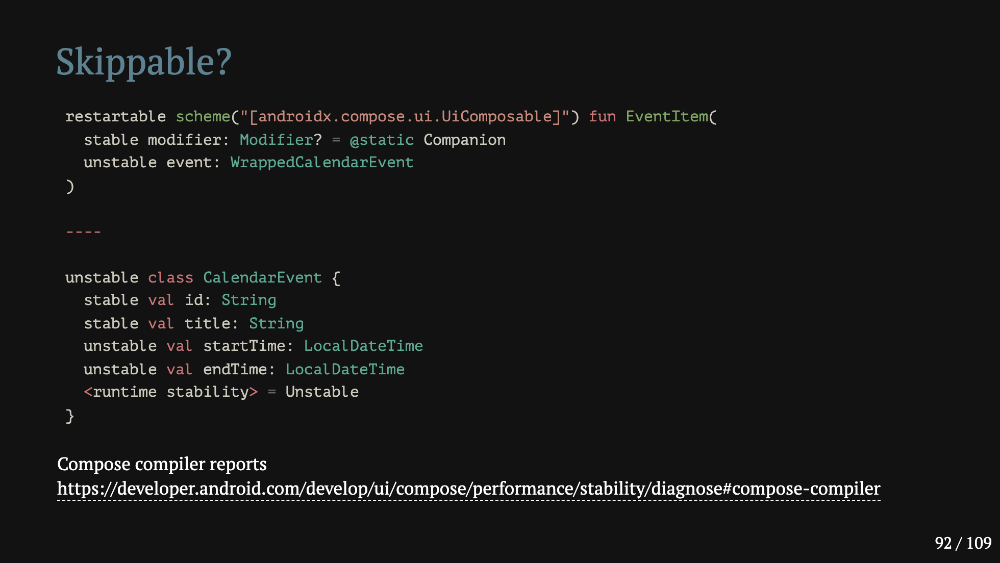 Skippable?
restartable scheme("[androidx.compose.ui.UiComposable]") fun EventItem(
  stable modifier: Modifier? = @static Companion
  unstable event: WrappedCalendarEvent
)
----
unstable class CalendarEvent {
  stable val id: String
  stable val title: String
  unstable val startTime: LocalDateTime
  unstable val endTime: LocalDateTime
  <runtime stability> = Unstable
}
Compose compiler reports
https://developer.android.com/develop/ui/compose/performance/stability/diagnose#compose-compiler
92 / 109